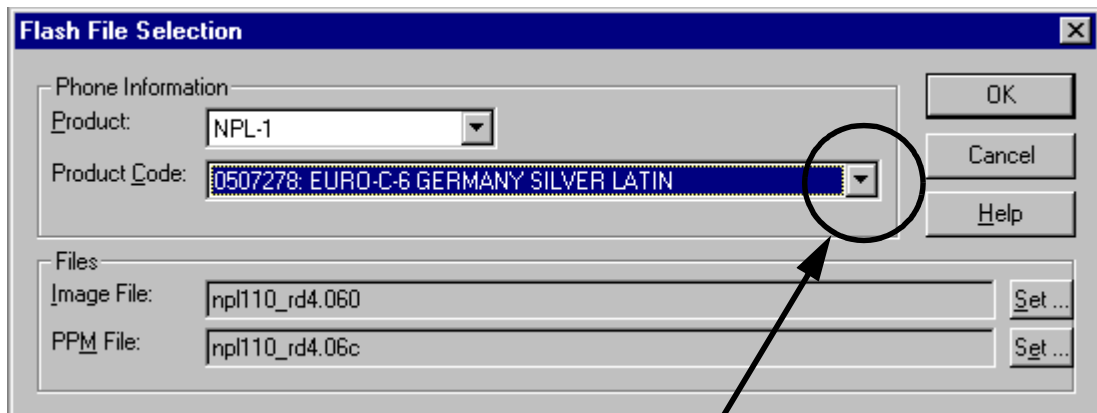 Flash File Selection
Phone Information
Product: NPL-1
Product Code: 0507278: EURO-C-6 GERMANY SILVER LATIN
OK
Cancel
Help
Files
Image File: npl110_rd4.060 Set ...
PPM File: npl110_rd4.06c Set ...